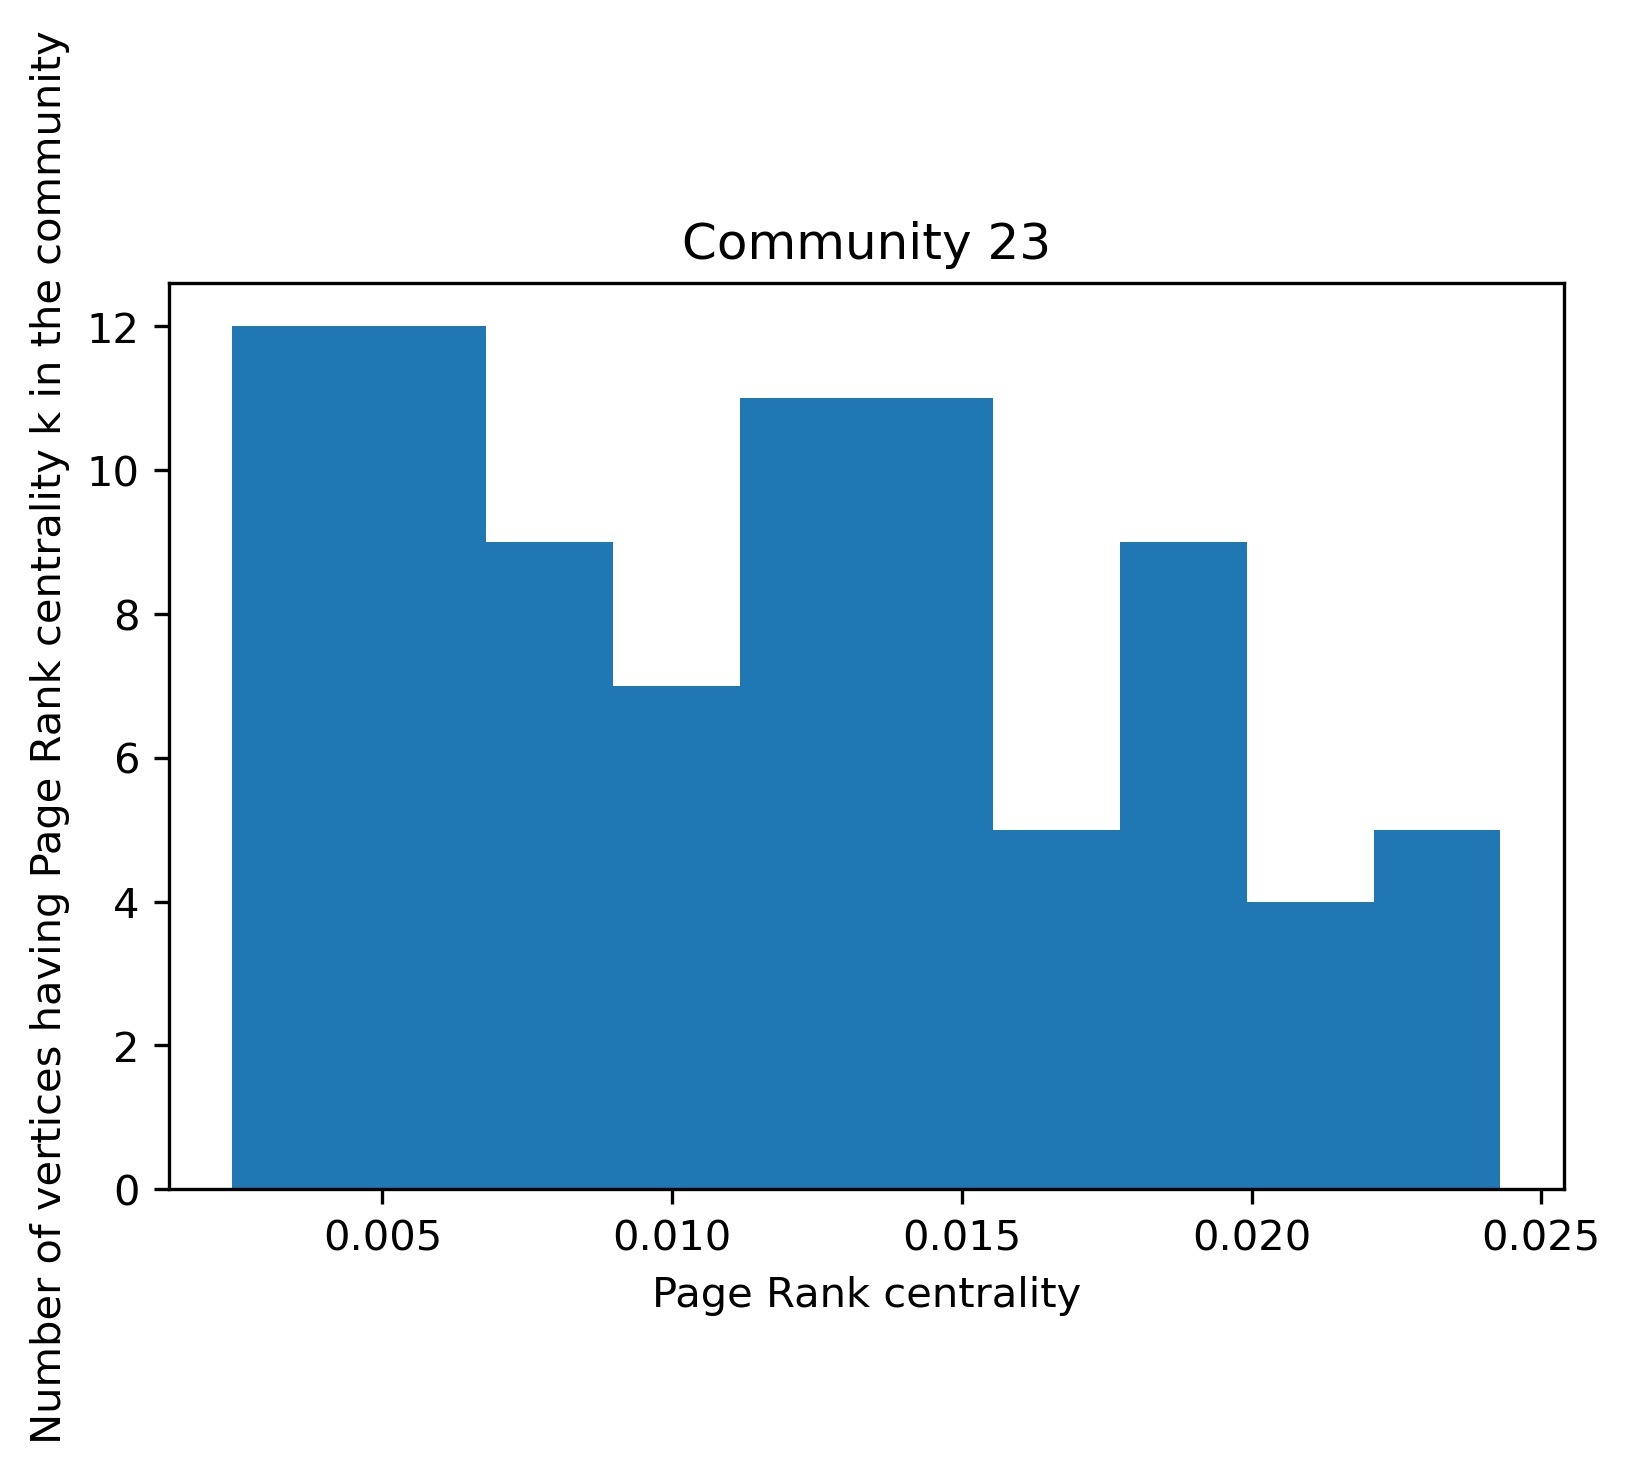 Community 23
Number of vertices having Page Rank centrality k in the community
12
10
8
6
4
2
0
0.005 0.010 0.015 0.020 0.025
Page Rank centrality